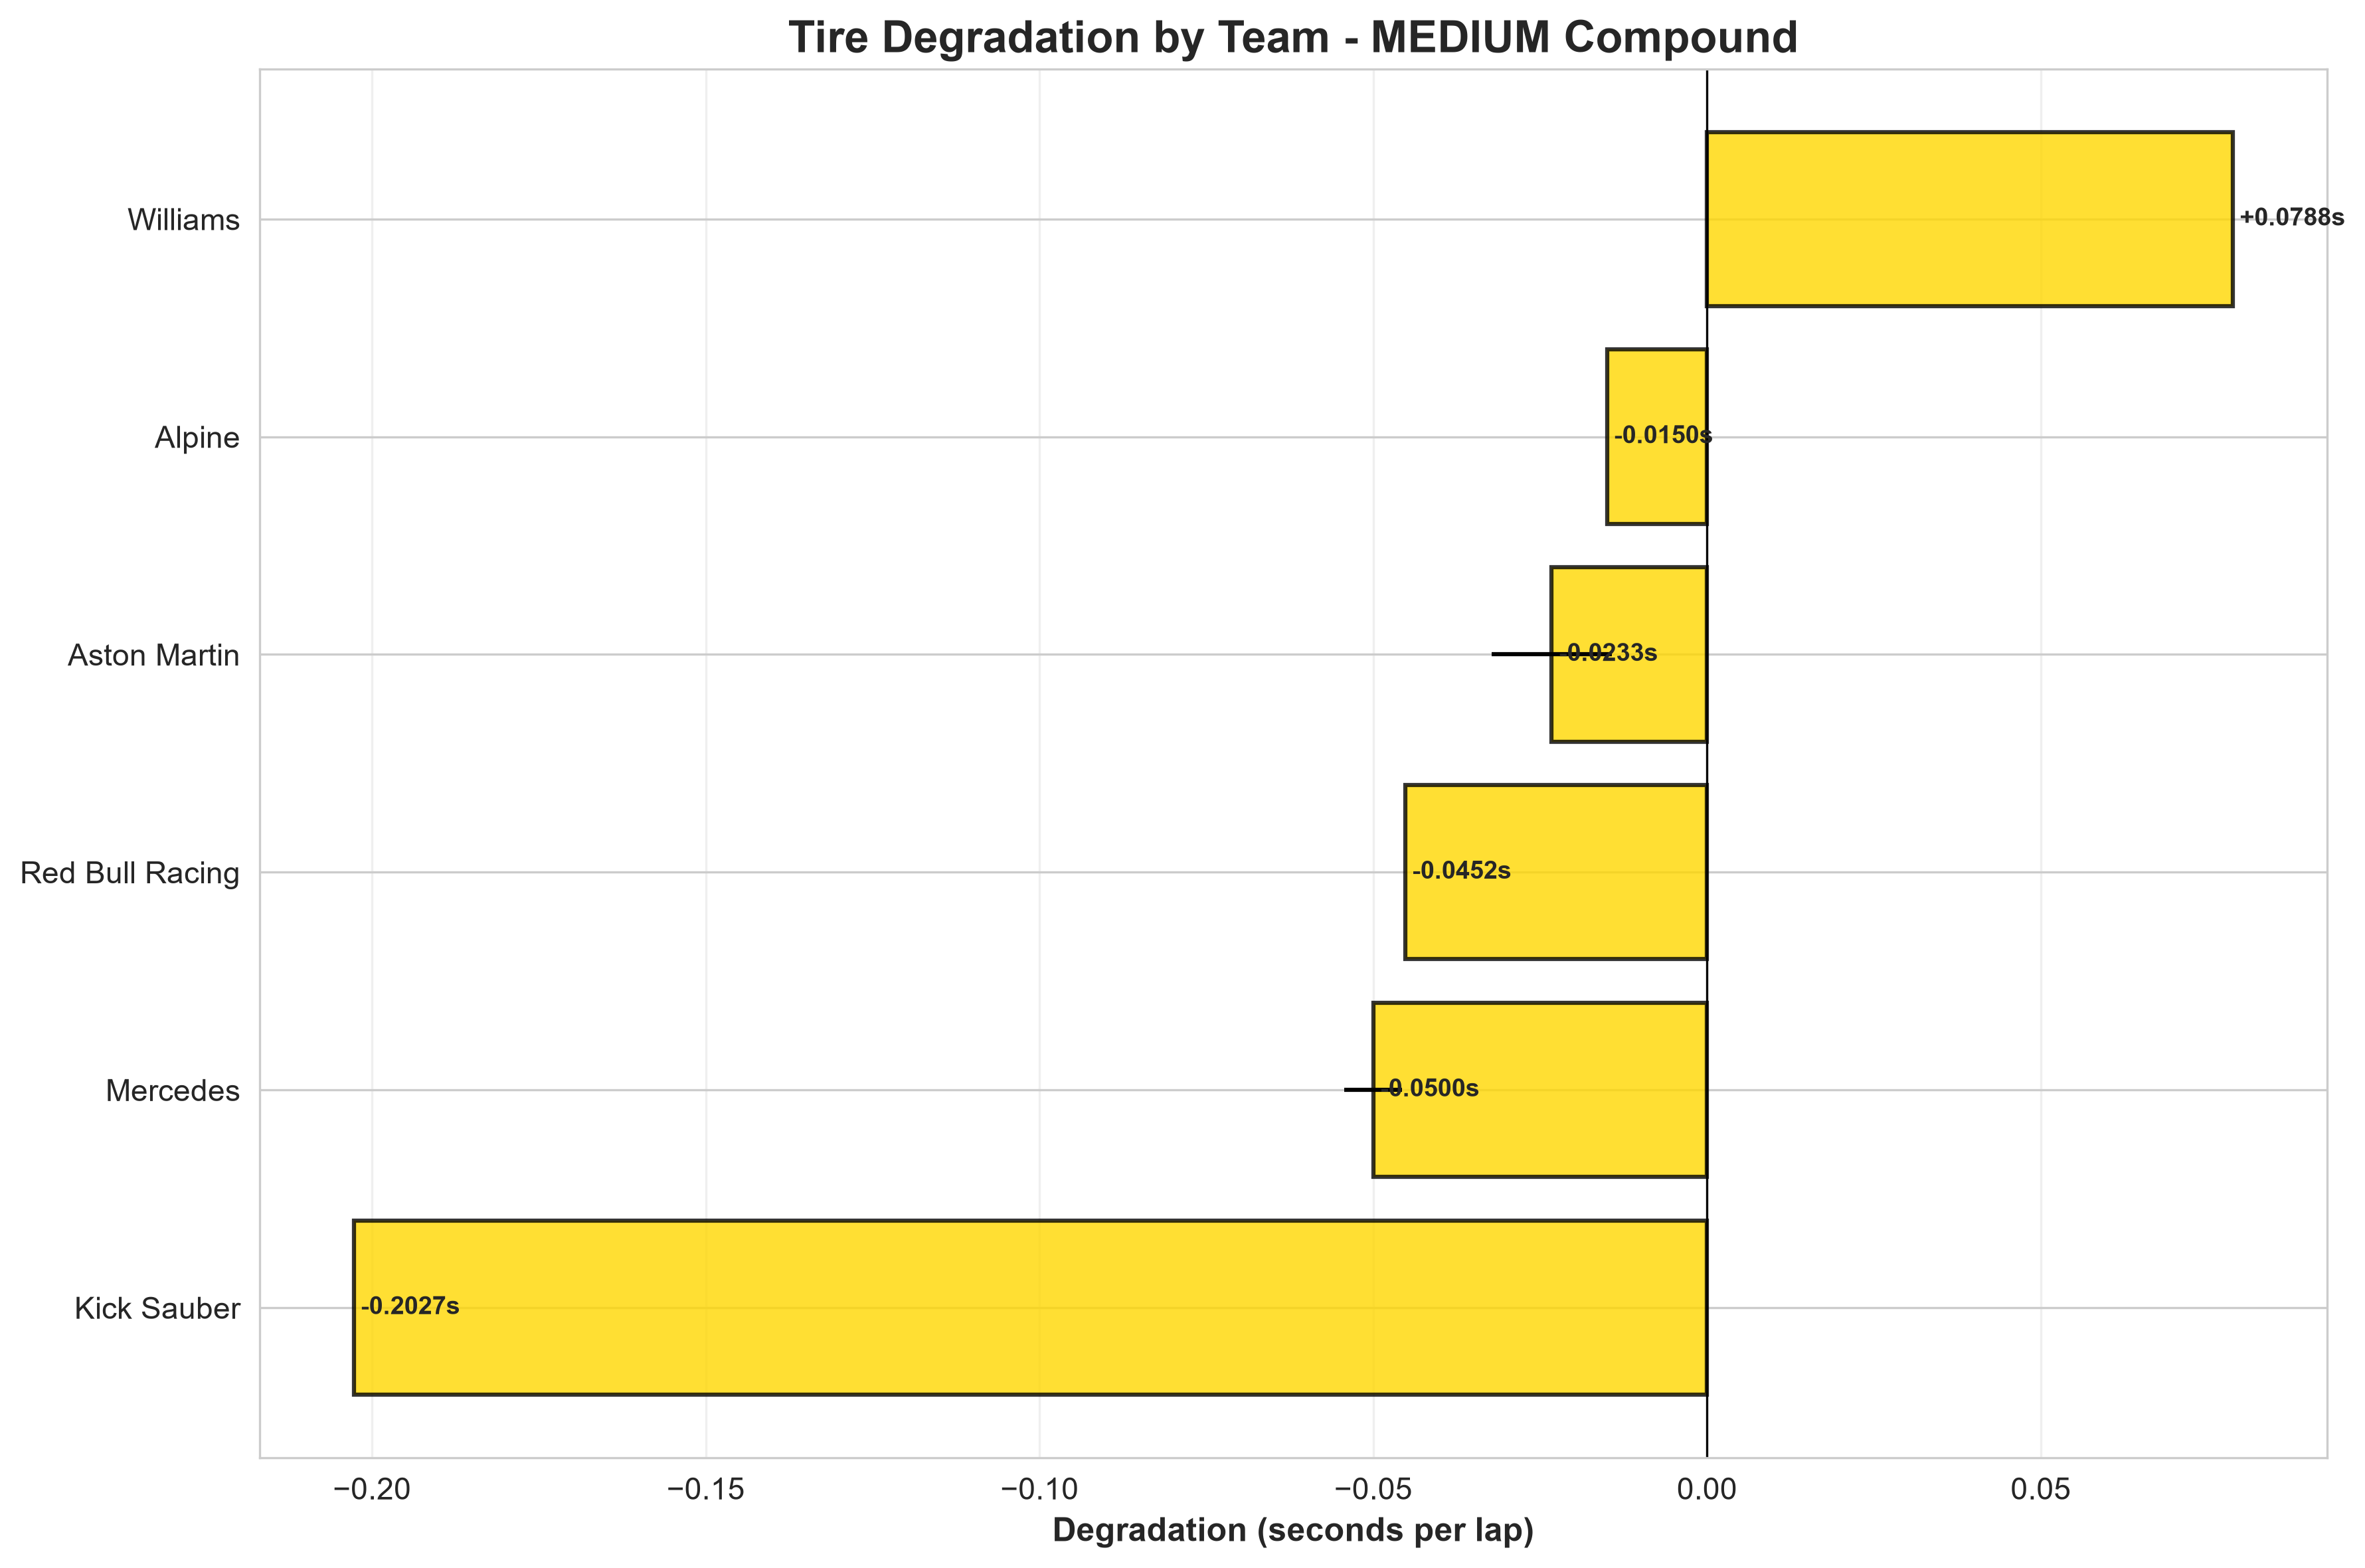 Tire Degradation by Team - MEDIUM Compound
Williams
+0.0788s
Alpine
-0.0150s
Aston Martin
-0.0233s
Red Bull Racing
-0.0452s
Mercedes
-0.0500s
Kick Sauber
-0.2027s
−0.20
−0.15
−0.10
−0.05
0.00
0.05
Degradation (seconds per lap)